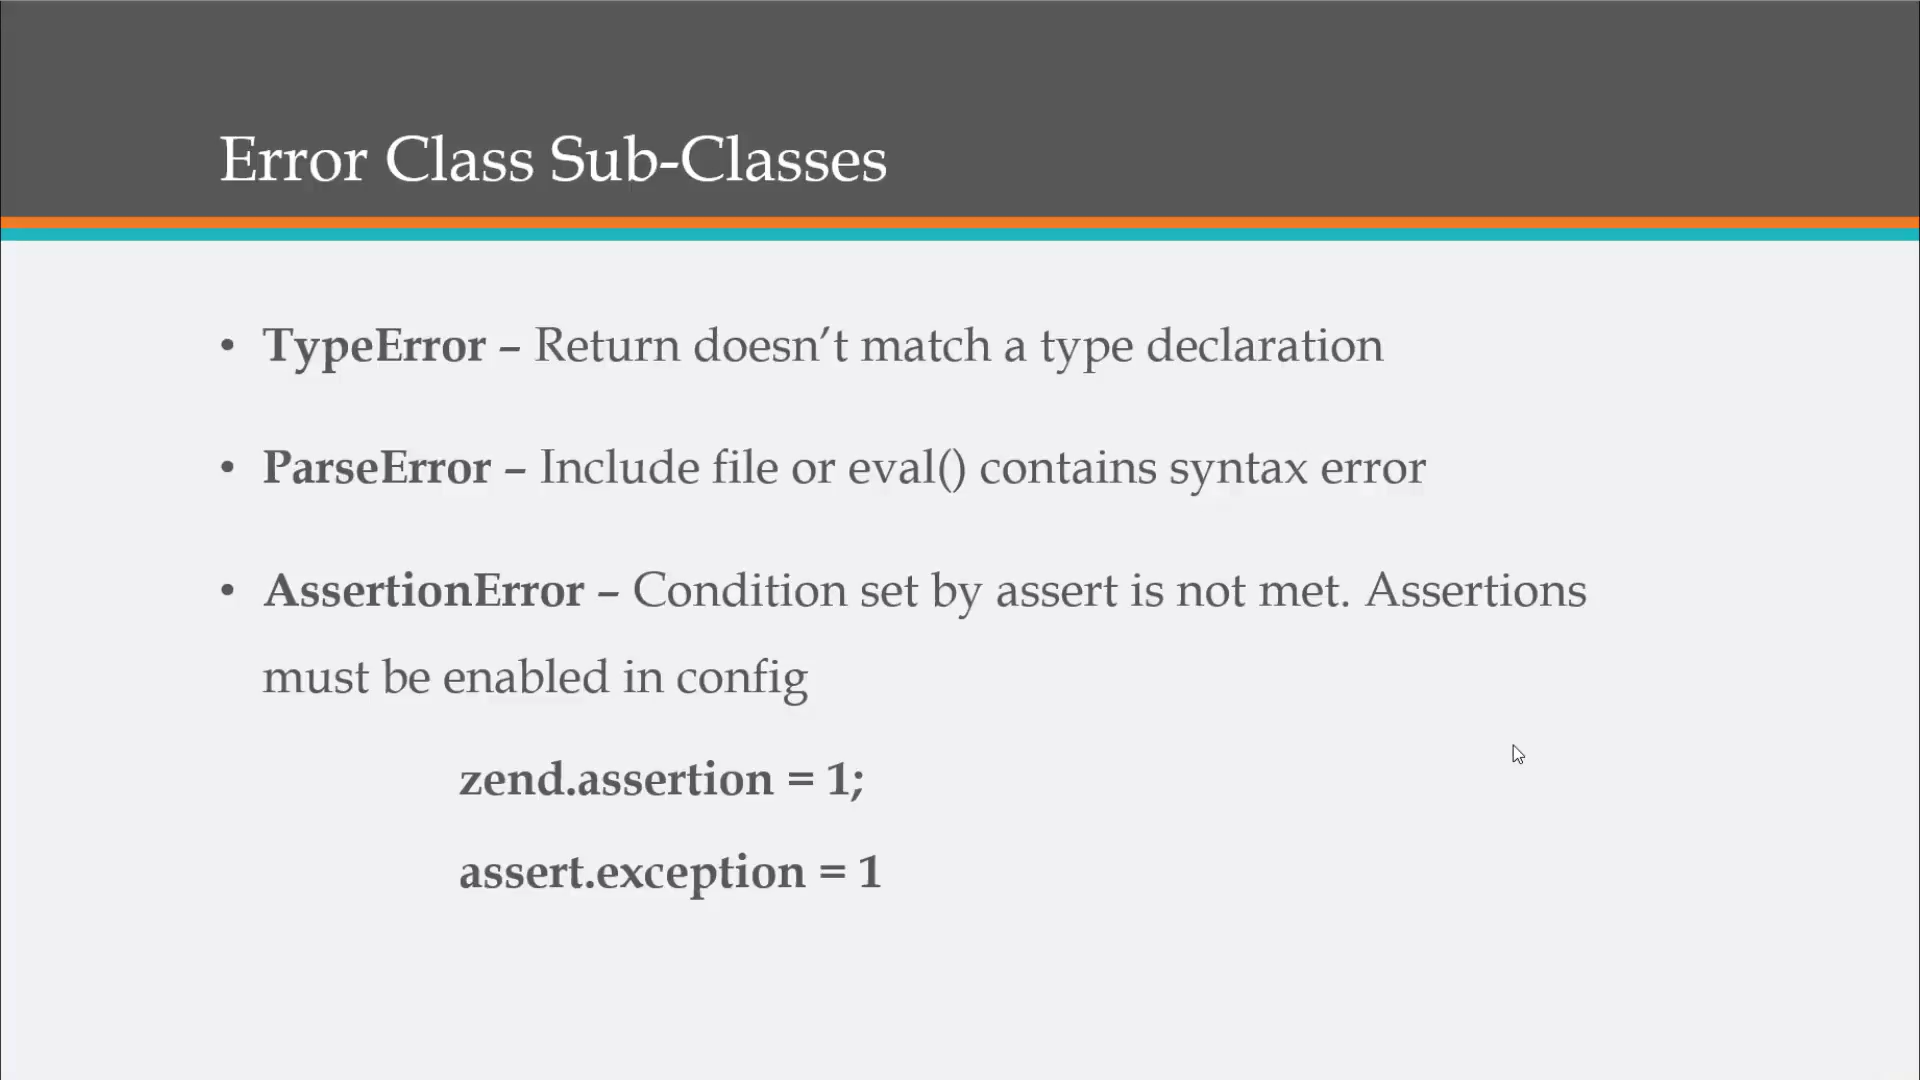 Error Class Sub-Classes
• TypeError – Return doesn’t match a type declaration
• ParseError – Include file or eval() contains syntax error
• AssertionError – Condition set by assert is not met. Assertions
must be enabled in config
zend.assertion = 1;
assert.exception = 1